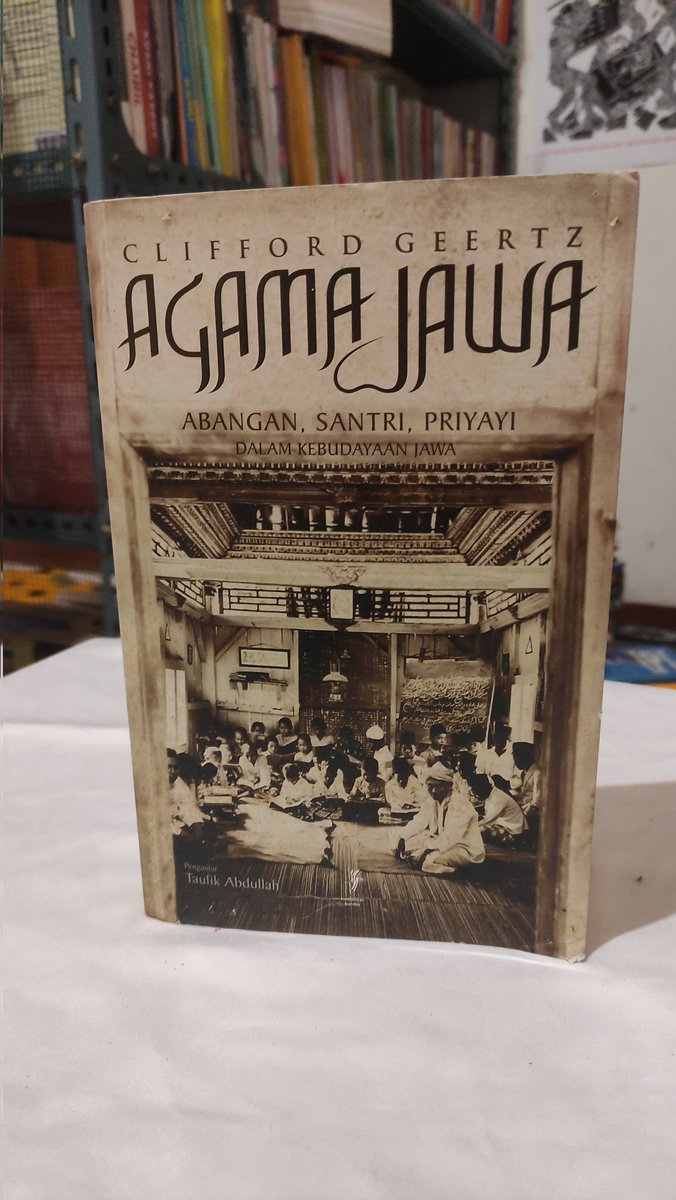 CLIFFORD GEERTZ
AGAMA JAWA
ABANGAN, SANTRI, PRIYAYI
DALAM KEBUDAYAAN JAWA
Pengantar
Taufik Abdullah